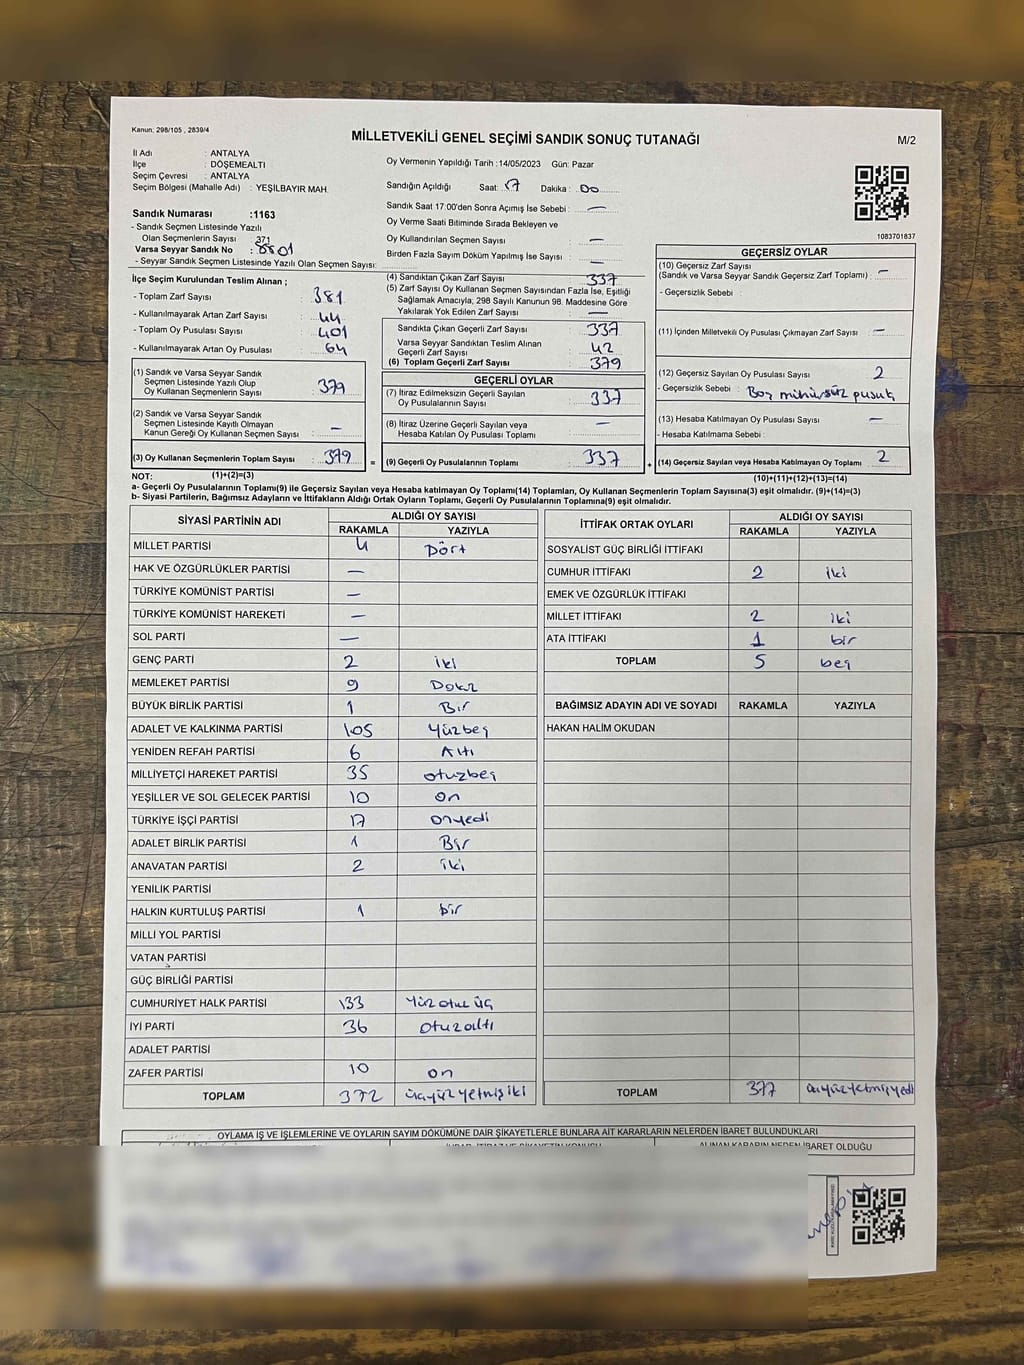 Kanun: 298/105 , 2839/4
MİLLETVEKİLİ GENEL SEÇİMİ SANDIK SONUÇ TUTANAĞI
M/2
İl Adı : ANTALYA
İlçe : DÖŞEMEALTI
Seçim Çevresi : ANTALYA
Seçim Bölgesi (Mahalle Adı) : YEŞİLBAYIR MAH.
Sandık Numarası :1163
- Sandık Seçmen Listesinde Yazılı
Olan Seçmenlerin Sayısı : 371
Varsa Seyyar Sandık No : 8801
- Seyyar Sandık Seçmen Listesinde Yazılı Olan Seçmen Sayısı:
Oy Vermenin Yapıldığı Tarih :14/05/2023 Gün: Pazar
Sandığın Açıldığı Saat: 17 Dakika : 00
Sandık Saat 17:00'den Sonra Açımış İse Sebebi : —
Oy Verme Saati Bitiminde Sırada Bekleyen ve
Oy Kullandırılan Seçmen Sayısı : —
Birden Fazla Sayım Döküm Yapılmış İse Sayısı : —
1083701837
İlçe Seçim Kurulundan Teslim Alınan ;
- Toplam Zarf Sayısı : 381
- Kullanılmayarak Artan Zarf Sayısı : 44
- Toplam Oy Pusulası Sayısı : 401
- Kullanılmayarak Artan Oy Pusulası : 64
(1) Sandık ve Varsa Seyyar Sandık
Seçmen Listesinde Yazılı Olup
Oy Kullanan Seçmenlerin Sayısı : 379
(2) Sandık ve Varsa Seyyar Sandık
Seçmen Listesinde Kayıtlı Olmayan
Kanun Gereği Oy Kullanan Seçmen Sayısı : —
(3) Oy Kullanan Seçmenlerin Toplam Sayısı : 379 =
(4) Sandıktan Çıkan Zarf Sayısı : 337
(5) Zarf Sayısı Oy Kullanan Seçmen Sayısından Fazla İse, Eşitliği
Sağlamak Amacıyla; 298 Sayılı Kanunun 98. Maddesine Göre
Yakılarak Yok Edilen Zarf Sayısı : —
Sandıkta Çıkan Geçerli Zarf Sayısı : 337
Varsa Seyyar Sandıktan Teslim Alınan
Geçerli Zarf Sayısı : 42
(6) Toplam Geçerli Zarf Sayısı : 379
GEÇERLİ OYLAR
(7) İtiraz Edilmeksizin Geçerli Sayılan
Oy Pusulalarının Sayısı : 337
(8) İtiraz Üzerine Geçerli Sayılan veya
Hesaba Katılan Oy Pusulası Toplamı : —
(9) Geçerli Oy Pusulalarının Toplamı : 337 +
GEÇERSİZ OYLAR
(10) Geçersiz Zarf Sayısı
(Sandık ve Varsa Seyyar Sandık Geçersiz Zarf Toplamı) : —
- Geçersizlik Sebebi :
(11) İçinden Milletvekili Oy Pusulası Çıkmayan Zarf Sayısı : —
(12) Geçersiz Sayılan Oy Pusulası Sayısı : 2
- Geçersizlik Sebebi : Boş mühürsüz pusula
(13) Hesaba Katılmayan Oy Pusulası Sayısı : —
- Hesaba Katılmama Sebebi :
(14) Geçersiz Sayılan veya Hesaba Katılmayan Oy Toplamı : 2
NOT: (1)+(2)=(3) (10)+(11)+(12)+(13)=(14)
a- Geçerli Oy Pusulalarının Toplamı(9) ile Geçersiz Sayılan veya Hesaba katılmayan Oy Toplamı(14) Toplamları, Oy Kullanan Seçmenlerin Toplam Sayısına(3) eşit olmalıdır. (9)+(14)=(3)
b- Siyasi Partilerin, Bağımsız Adayların ve İttifakların Aldığı Ortak Oyların Toplamı, Geçerli Oy Pusulalarının Toplamına(9) eşit olmalıdır.
SİYASİ PARTİNİN ADI ALDIĞI OY SAYISI
RAKAMLA YAZIYLA
MİLLET PARTİSİ 4 Dört
HAK VE ÖZGÜRLÜKLER PARTİSİ —
TÜRKİYE KOMÜNİST PARTİSİ —
TÜRKİYE KOMÜNİST HAREKETİ —
SOL PARTİ —
GENÇ PARTİ 2 iki
MEMLEKET PARTİSİ 9 Dokuz
BÜYÜK BİRLİK PARTİSİ 1 Bir
ADALET VE KALKINMA PARTİSİ 105 Yüzbeş
YENİDEN REFAH PARTİSİ 6 Altı
MİLLİYETÇİ HAREKET PARTİSİ 35 otuzbeş
YEŞİLLER VE SOL GELECEK PARTİSİ 10 on
TÜRKİYE İŞÇİ PARTİSİ 17 onyedi
ADALET BİRLİK PARTİSİ 1 Bir
ANAVATAN PARTİSİ 2 iki
YENİLİK PARTİSİ
HALKIN KURTULUŞ PARTİSİ 1 bir
MİLLİ YOL PARTİSİ
VATAN PARTİSİ
GÜÇ BİRLİĞİ PARTİSİ
CUMHURİYET HALK PARTİSİ 133 Yüz otuz üç
İYİ PARTİ 36 otuzaltı
ADALET PARTİSİ
ZAFER PARTİSİ 10 on
TOPLAM 372 üçyüzyetmişiki
İTTİFAK ORTAK OYLARI ALDIĞI OY SAYISI
RAKAMLA YAZIYLA
SOSYALİST GÜÇ BİRLİĞİ İTTİFAKI
CUMHUR İTTİFAKI 2 iki
EMEK VE ÖZGÜRLÜK İTTİFAKI
MİLLET İTTİFAKI 2 iki
ATA İTTİFAKI 1 bir
TOPLAM 5 beş
BAĞIMSIZ ADAYIN ADI VE SOYADI RAKAMLA YAZIYLA
HAKAN HALİM OKUDAN
TOPLAM 377 üçyüzyetmişyedi
OYLAMA İŞ VE İŞLEMLERİNE VE OYLARIN SAYIM DÖKÜMÜNE DAİR ŞİKAYETLERLE BUNLARA AİT KARARLARIN NELERDEN İBARET BULUNDUKLARI
ALINAN KARARIN NEDEN İBARET OLDUĞU